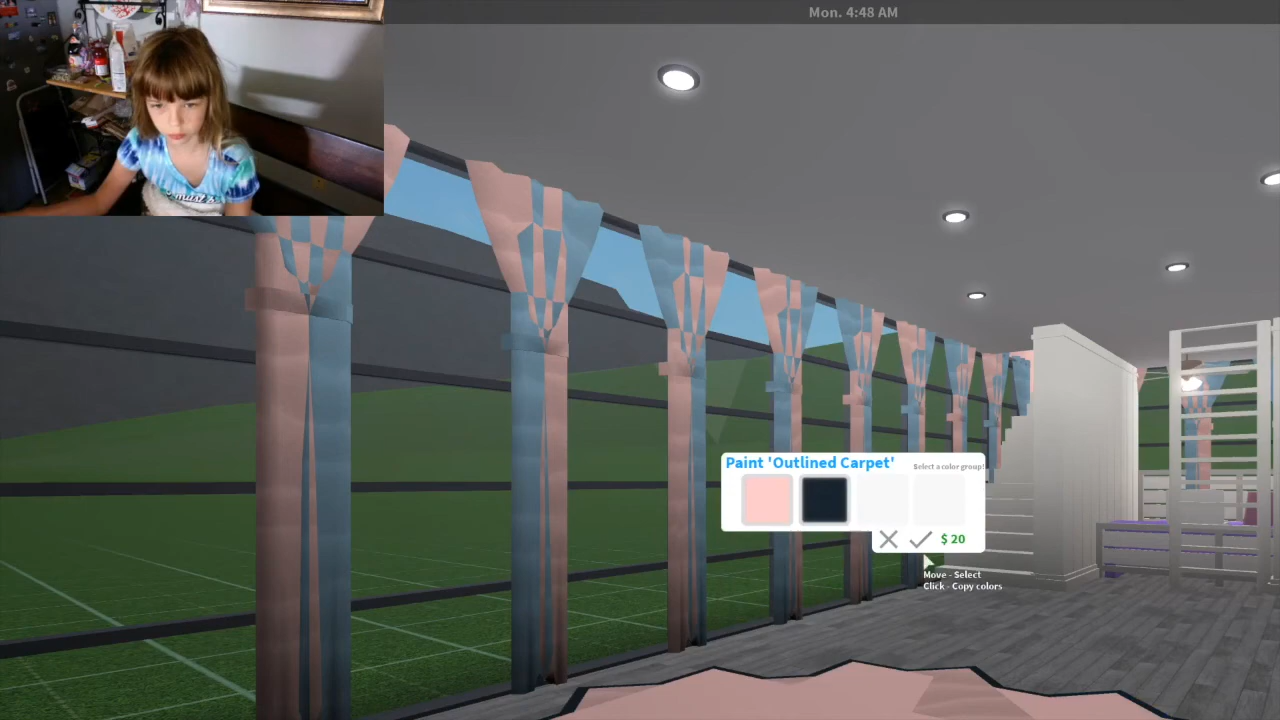 Mon. 4:48 AM
Paint 'Outlined Carpet'
Select a color group!
$ 20
Move - Select
Click - Copy colors